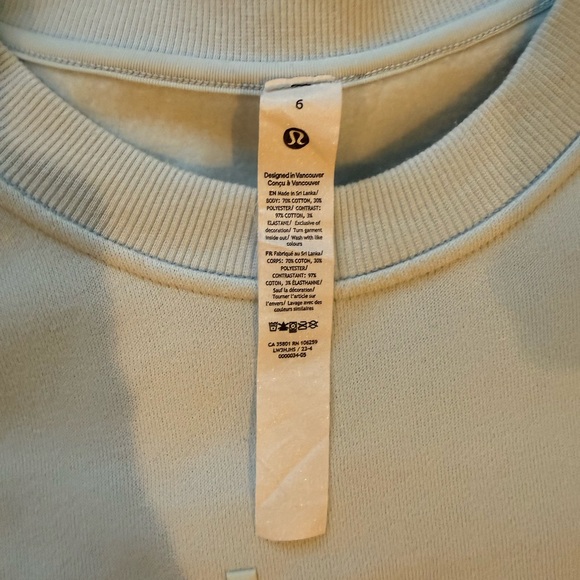 6
Designed in Vancouver
Conçu à Vancouver
EN Made in Sri Lanka/
BODY: 70% COTTON, 30%
POLYESTER/ CONTRAST:
97% COTTON, 3%
ELASTANE/ Exclusive of
decoration/ Turn garment
inside out/ Wash with like
colours
FR Fabriqué au Sri Lanka/
CORPS: 70% COTON, 30%
POLYESTER/
CONTRASTANT: 97%
COTON, 3% ÉLASTHANNE/
Sauf la décoration/
Tourner l'article sur
l'envers/ Lavage avec des
couleurs similaires
CA 35801 RN 106259
LW3HJHS / 23-4
0000034-05